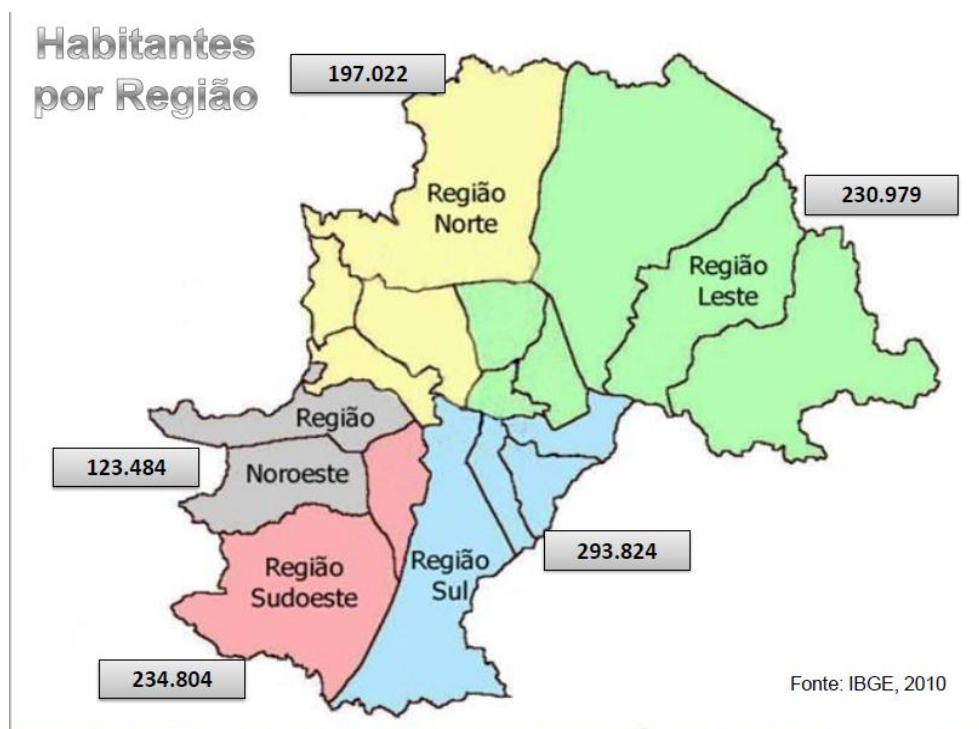 Habitantes
por Região
197.022
Região
Norte
230.979
Região
Leste
Região
Noroeste
123.484
Região
Sul
293.824
Região
Sudoeste
234.804
Fonte: IBGE, 2010